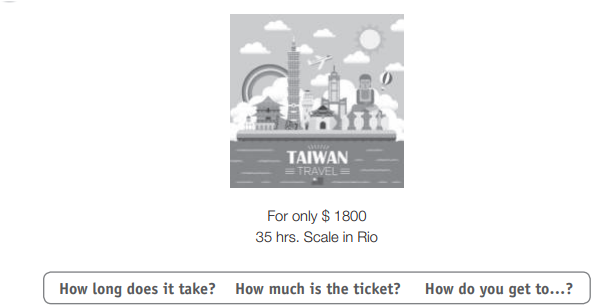 TAIWAN
TRAVEL
For only $ 1800
35 hrs. Scale in Rio
How long does it take? How much is the ticket? How do you get to...?